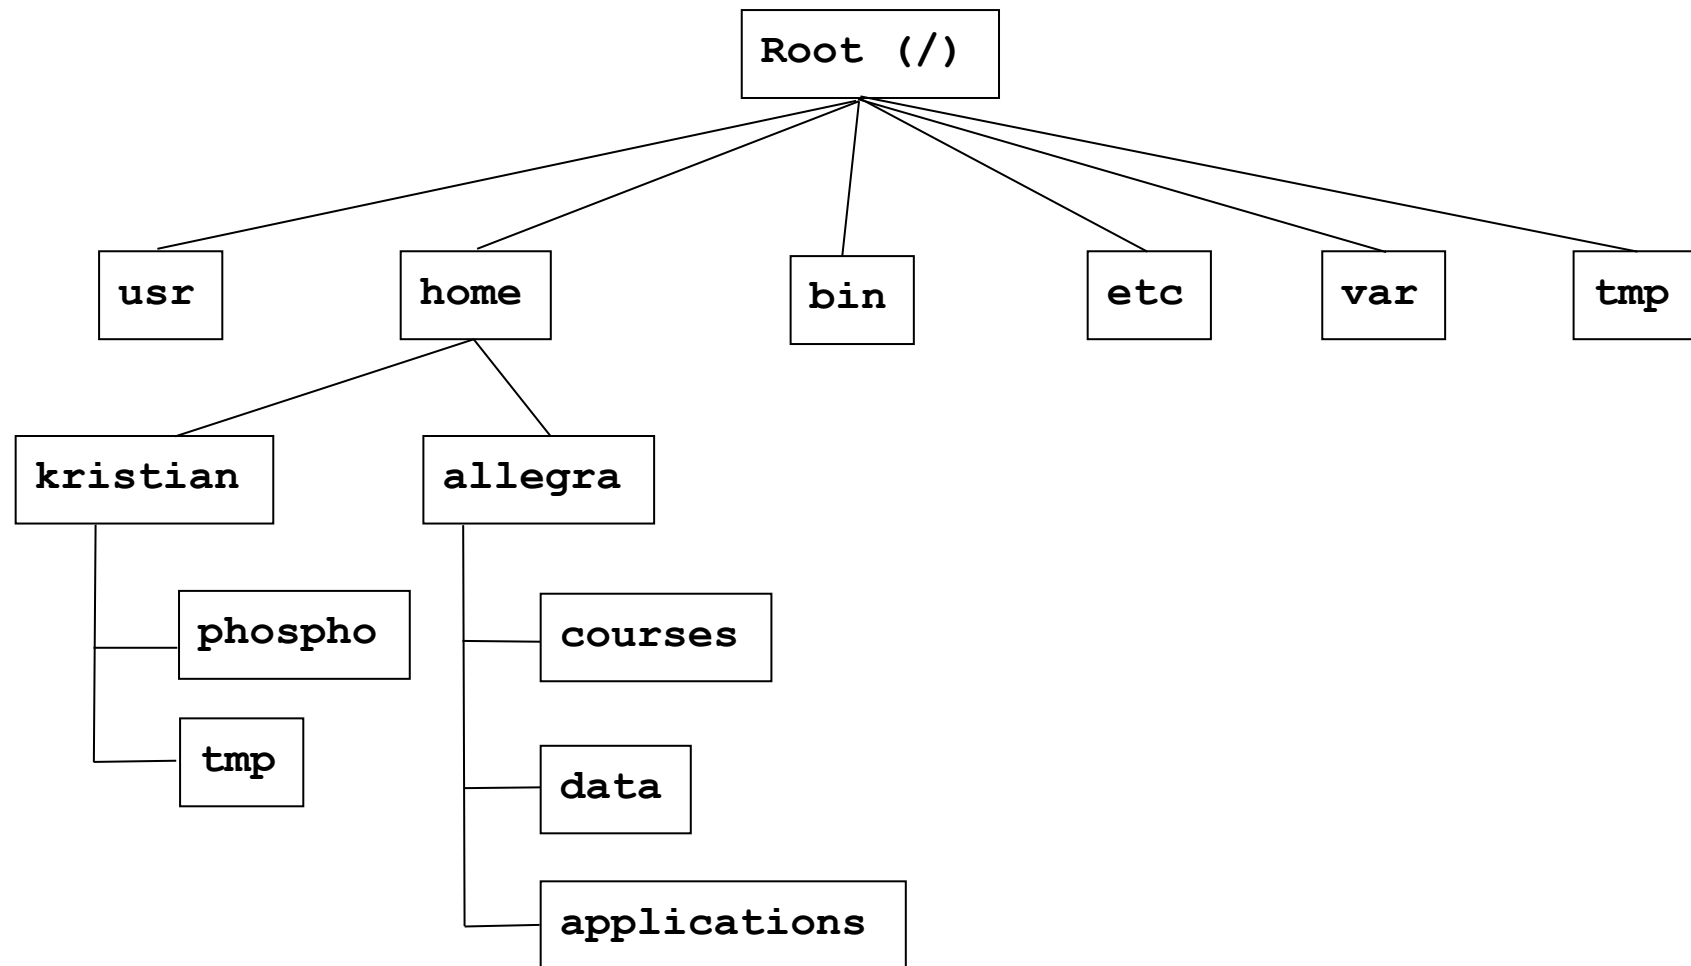 Root (/)
usr
home
bin
etc
var
tmp
kristian
allegra
phospho
courses
tmp
data
applications